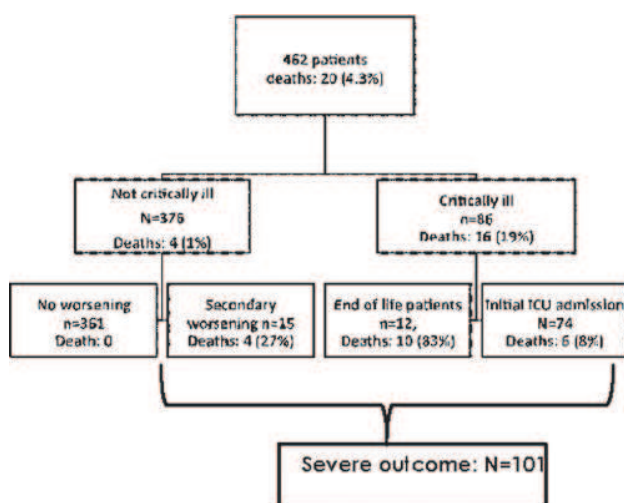 462 patients
deaths: 20 (4.3%)
Not critically ill
N=376
Deaths: 4 (1%)
Critically ill
n=86
Deaths: 16 (19%)
No worsening
n=361
Death: 0
Secondary
worsening n=15
Deaths: 4 (27%)
End of life patients
n=12,
Deaths: 10 (83%)
Initial ICU admission
N=74
Deaths: 6 (8%)
Severe outcome: N=101